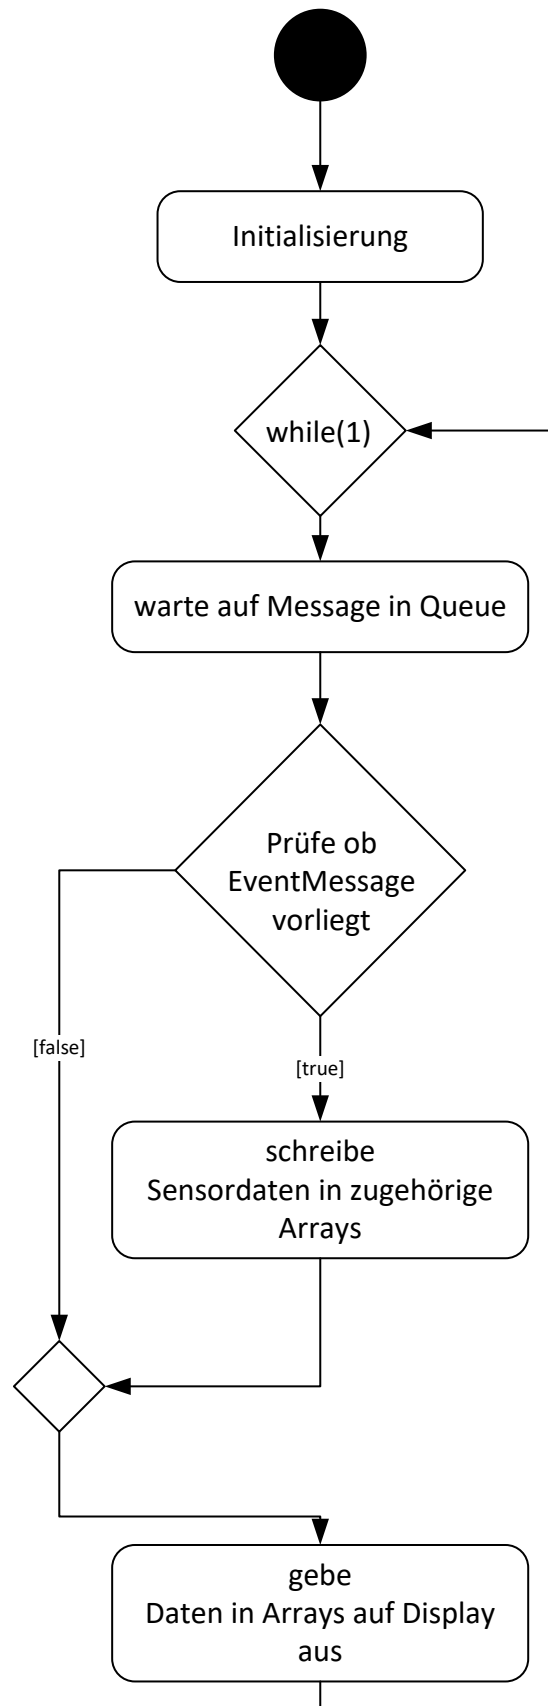 Initialisierung
while(1)
warte auf Message in Queue
Prüfe ob
EventMessage
vorliegt
[false]
[true]
schreibe
Sensordaten in zugehörige
Arrays
gebe
Daten in Arrays auf Display
aus